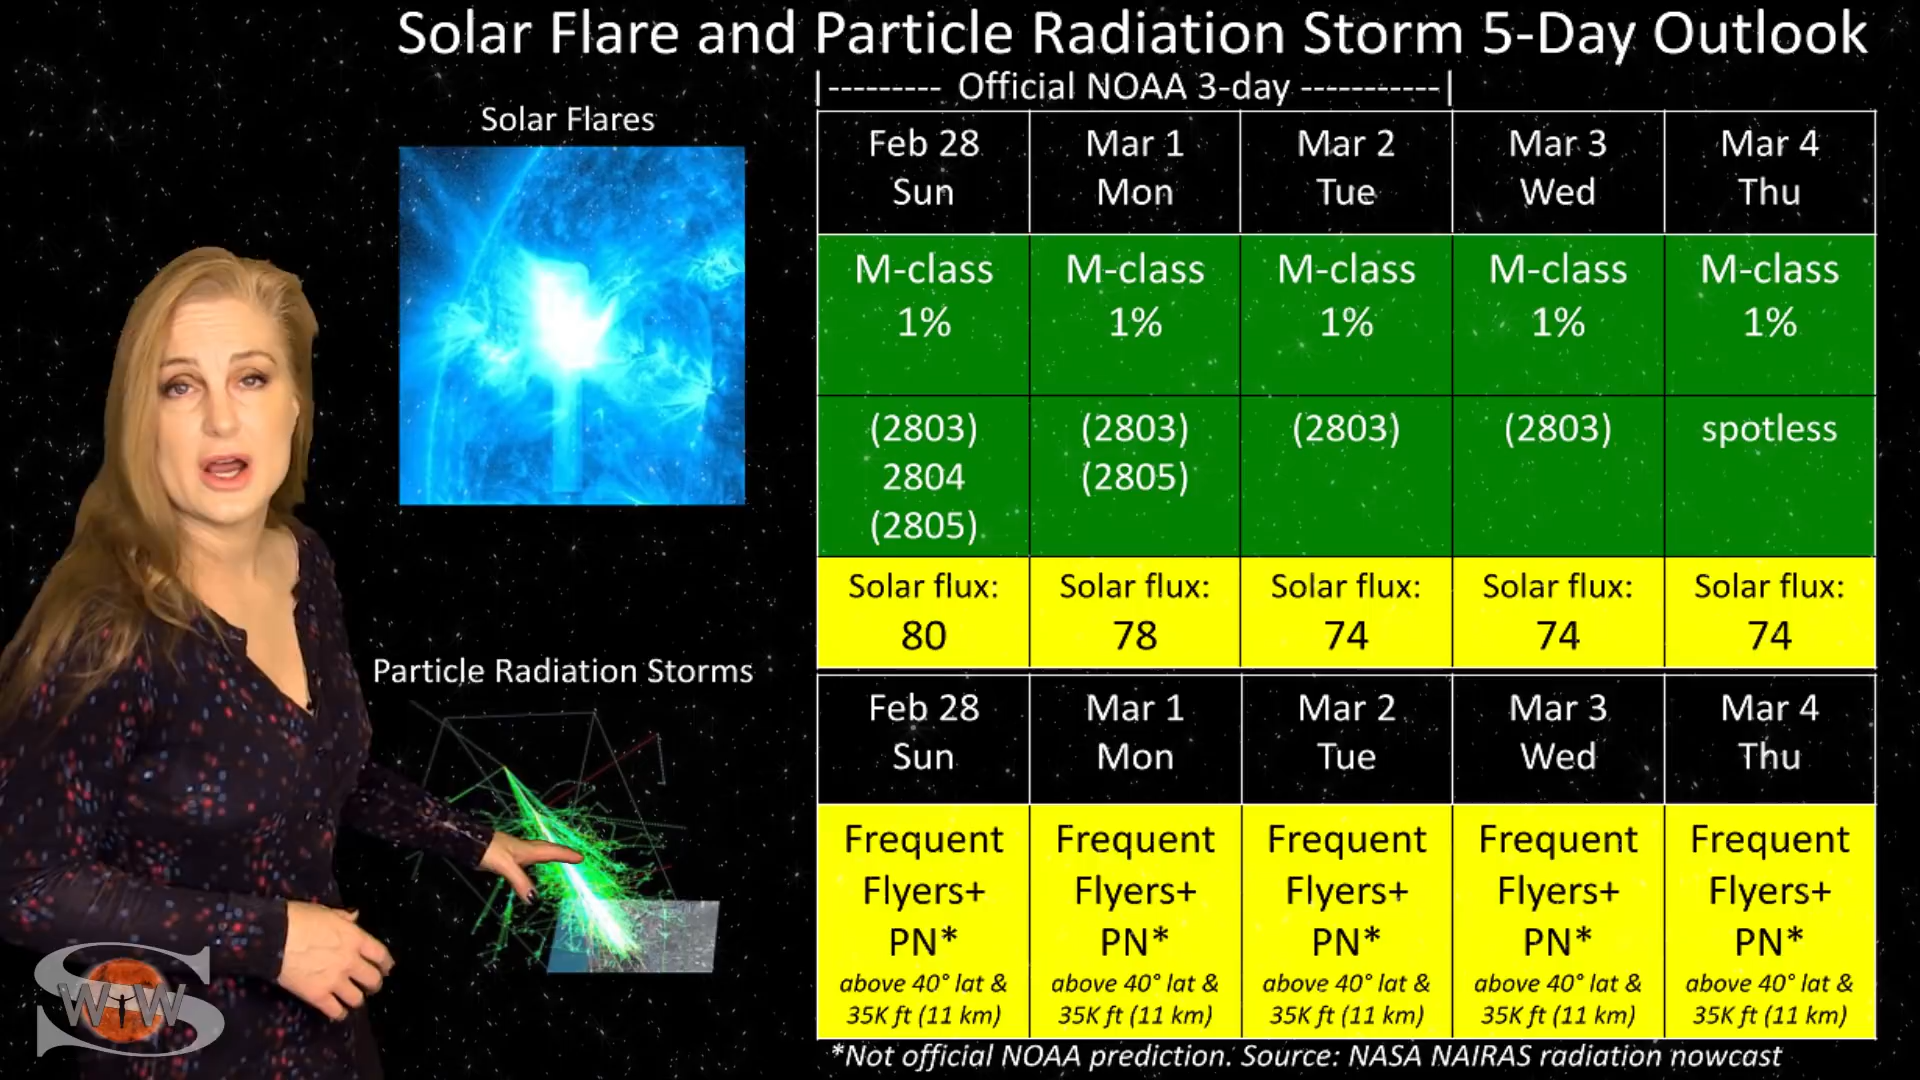 Solar Flare and Particle Radiation Storm 5-Day Outlook
|--------- Official NOAA 3-day -----------|
Solar Flares
Feb 28 Mar 1 Mar 2 Mar 3 Mar 4
Sun Mon Tue Wed Thu
M-class M-class M-class M-class M-class
1% 1% 1% 1% 1%
(2803) (2803) (2803) (2803) spotless
2804 (2805)
(2805)
Solar flux: Solar flux: Solar flux: Solar flux: Solar flux:
80 78 74 74 74
Particle Radiation Storms
Feb 28 Mar 1 Mar 2 Mar 3 Mar 4
Sun Mon Tue Wed Thu
Frequent Frequent Frequent Frequent Frequent
Flyers+ Flyers+ Flyers+ Flyers+ Flyers+
PN* PN* PN* PN* PN*
above 40° lat & above 40° lat & above 40° lat & above 40° lat & above 40° lat &
35K ft (11 km) 35K ft (11 km) 35K ft (11 km) 35K ft (11 km) 35K ft (11 km)
*Not official NOAA prediction. Source: NASA NAIRAS radiation nowcast
S
WTW